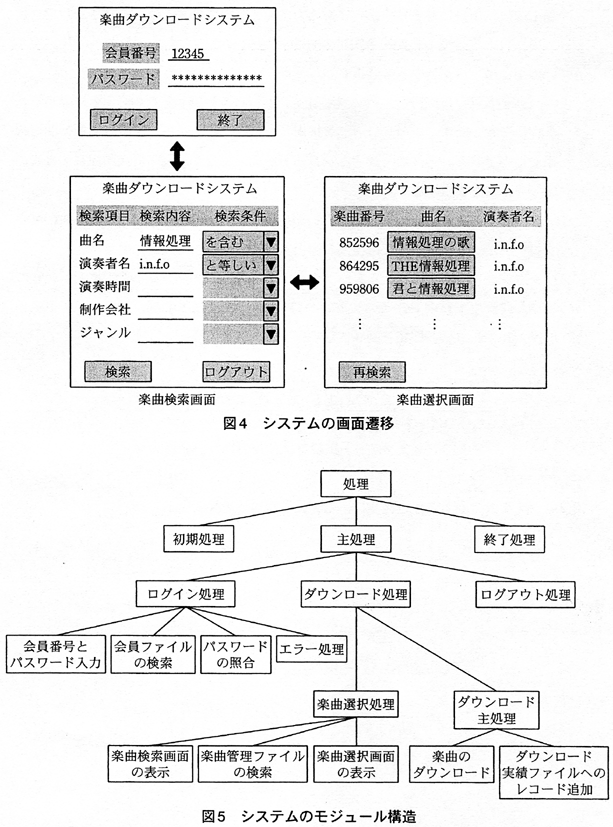 楽曲ダウンロードシステム
会員番号 12345
パスワード **************
ログイン 終了
楽曲ダウンロードシステム
検索項目 検索内容 検索条件
曲名 情報処理 を含む ▼
演奏者名 i.n.f.o と等しい ▼
演奏時間 ▼
制作会社 ▼
ジャンル ▼
検索 ログアウト
楽曲検索画面
楽曲ダウンロードシステム
楽曲番号 曲名 演奏者名
852596 情報処理の歌 i.n.f.o
864295 THE情報処理 i.n.f.o
959806 君と情報処理 i.n.f.o
⋮ ⋮ ⋮
再検索
楽曲選択画面
図4 システムの画面遷移
処理
初期処理 主処理 終了処理
ログイン処理 ダウンロード処理 ログアウト処理
会員番号と
パスワード入力
会員ファイル
の検索
パスワード
の照合
エラー処理
楽曲選択処理
ダウンロード
主処理
楽曲検索画面
の表示
楽曲管理ファイル
の検索
楽曲選択画面
の表示
楽曲の
ダウンロード
ダウンロード
実績ファイルへの
レコード追加
図5 システムのモジュール構造